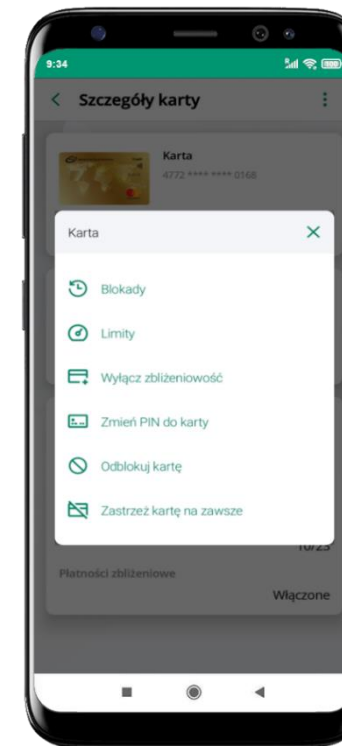 9:34
Szczegóły karty
Karta
4772 **** **** 0168
Karta
Blokady
Limity
Wyłącz zbliżeniowość
Zmień PIN do karty
Odblokuj kartę
Zastrzeż kartę na zawsze
10/23
Płatności zbliżeniowe
Włączone